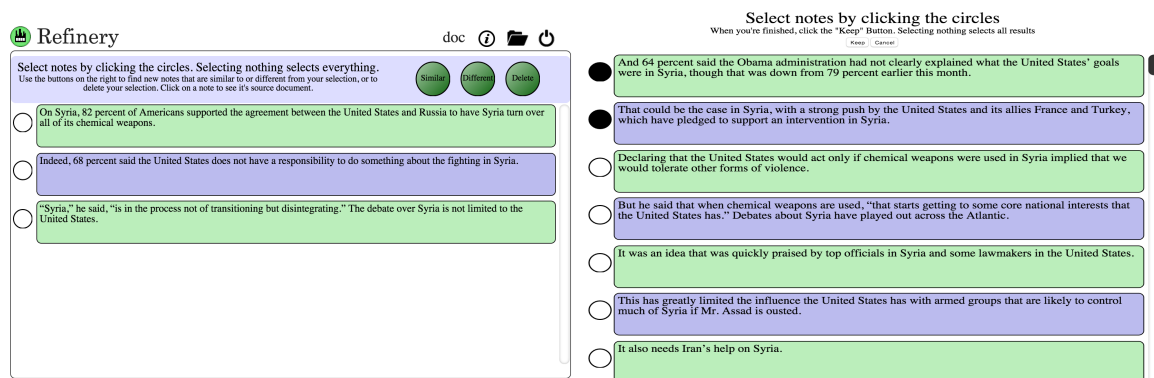 Refinery
doc
Select notes by clicking the circles. Selecting nothing selects everything.
Use the buttons on the right to find new notes that are similar to or different from your selection, or to
delete your selection. Click on a note to see it's source document.
Similar
Different
Delete
On Syria, 82 percent of Americans supported the agreement between the United States and Russia to have Syria turn over
all of its chemical weapons.
Indeed, 68 percent said the United States does not have a responsibility to do something about the fighting in Syria.
“Syria,” he said, “is in the process not of transitioning but disintegrating.” The debate over Syria is not limited to the
United States.
Select notes by clicking the circles
When you're finished, click the "Keep" Button. Selecting nothing selects all results
Keep
Cancel
And 64 percent said the Obama administration had not clearly explained what the United States’ goals
were in Syria, though that was down from 79 percent earlier this month.
That could be the case in Syria, with a strong push by the United States and its allies France and Turkey,
which have pledged to support an intervention in Syria.
Declaring that the United States would act only if chemical weapons were used in Syria implied that we
would tolerate other forms of violence.
But he said that when chemical weapons are used, “that starts getting to some core national interests that
the United States has.” Debates about Syria have played out across the Atlantic.
It was an idea that was quickly praised by top officials in Syria and some lawmakers in the United States.
This has greatly limited the influence the United States has with armed groups that are likely to control
much of Syria if Mr. Assad is ousted.
It also needs Iran’s help on Syria.